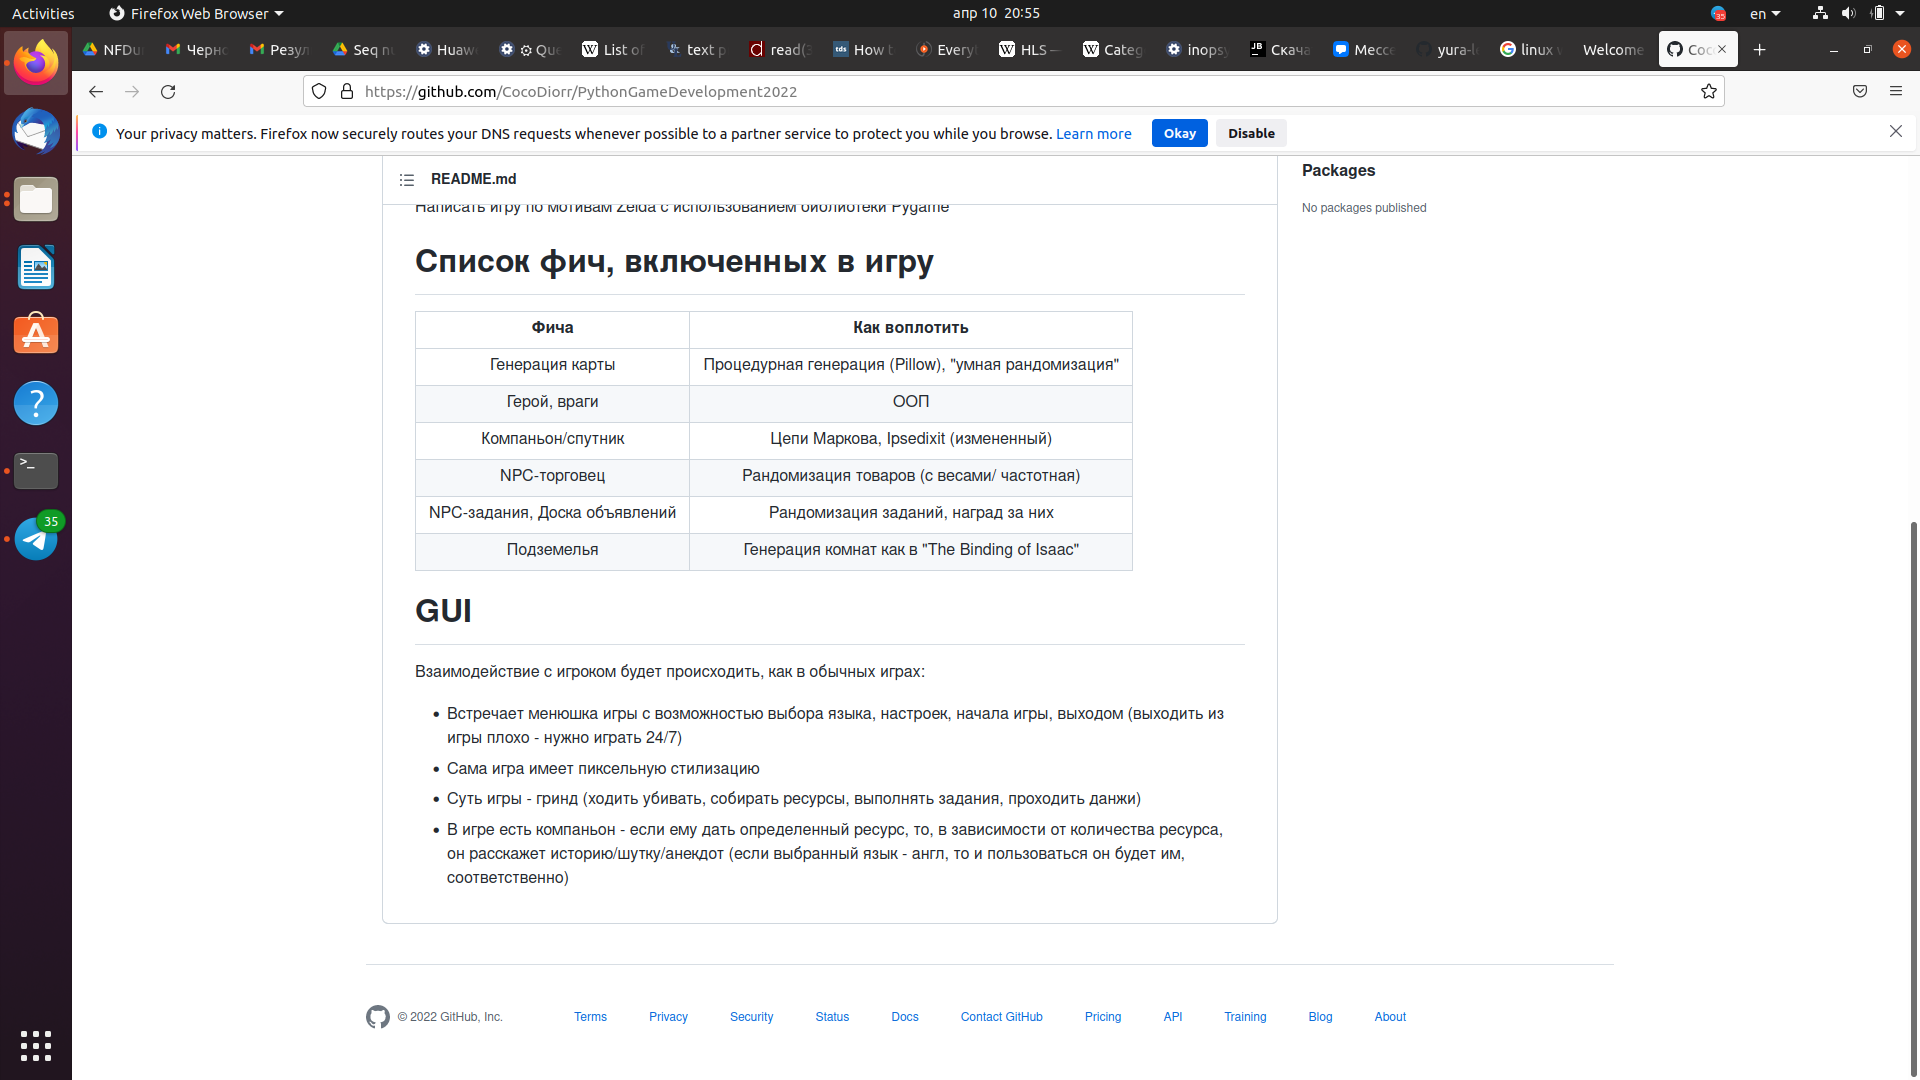 Activities
Firefox Web Browser
апр 10 20:55
35
en
NFDu
Черно
Резул
Seq n
Huaw
Que
List of
text p
read(
How t
Every
HLS –
Categ
inops
Скача
Мессе
yura-l
linux v
Welcome
Coc
https://github.com/CocoDiorr/PythonGameDevelopment2022
Your privacy matters. Firefox now securely routes your DNS requests whenever possible to a partner service to protect you while you browse. Learn more
Okay
Disable
README.md
Написать игру по мотивам Zelda с использованием библиотеки Pygame
Packages
No packages published
Список фич, включенных в игру
Фича Как воплотить
Генерация карты Процедурная генерация (Pillow), "умная рандомизация"
Герой, враги ООП
Компаньон/спутник Цепи Маркова, Ipsedixit (измененный)
NPC-торговец Рандомизация товаров (с весами/ частотная)
NPC-задания, Доска объявлений Рандомизация заданий, наград за них
Подземелья Генерация комнат как в "The Binding of Isaac"
GUI
Взаимодействие с игроком будет происходить, как в обычных играх:
• Встречает менюшка игры с возможностью выбора языка, настроек, начала игры, выходом (выходить из
игры плохо - нужно играть 24/7)
• Сама игра имеет пиксельную стилизацию
• Суть игры - гринд (ходить убивать, собирать ресурсы, выполнять задания, проходить данжи)
• В игре есть компаньон - если ему дать определенный ресурс, то, в зависимости от количества ресурса,
он расскажет историю/шутку/анекдот (если выбранный язык - англ, то и пользоваться он будет им,
соответственно)
35
© 2022 GitHub, Inc.
Terms
Privacy
Security
Status
Docs
Contact GitHub
Pricing
API
Training
Blog
About